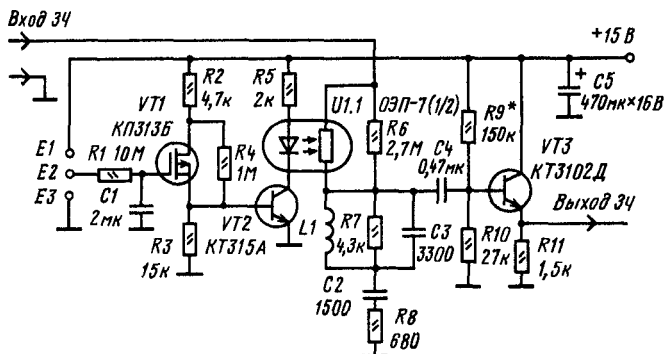 Вход ЗЧ
+15 В
R2
4,7к
R5
2к
U1.1
ОЭП-7(1/2)
+
C5
470мк×16В
VT1
КП313Б
R6
2,7М
R9*
150к
E1
E2
E3
R1 10М
R4
1М
C4
0,47мк
VT3
КТ3102Д
C1
2мк
VT2
КТ315А
L1
R7
4,3к
C3
3300
Выход ЗЧ
R3
15к
C2
1500
R10
27к
R11
1,5к
R8
680